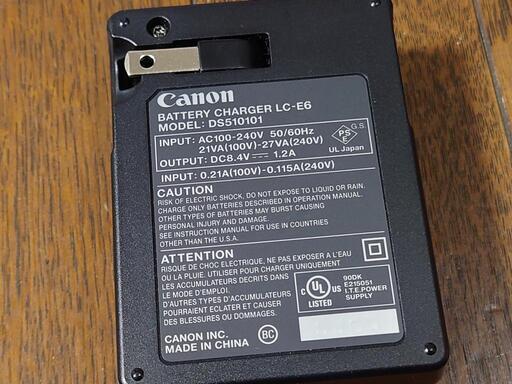 Canon
BATTERY CHARGER LC-E6
MODEL: DS510101
INPUT: AC100-240V 50/60Hz
21VA(100V)-27VA(240V)
OUTPUT: DC8.4V 1.2A
INPUT: 0.21A(100V)-0.115A(240V)
PSE
G.S.
UL Japan
CAUTION
RISK OF ELECTRIC SHOCK, DO NOT EXPOSE TO LIQUID OR RAIN.
CHARGE ONLY BATTERIES DESCRIBED IN OPERATION MANUAL.
OTHER TYPES OF BATTERIES MAY BURST CAUSING
PERSONAL INJURY AND DAMAGE.
SEE INSTRUCTION MANUAL FOR USE IN COUNTRIES
OTHER THAN THE U.S.A.
ATTENTION
RISQUE DE CHOC ELECTRIQUE, NE PAS EXPOSER A L'EAU
OU LA PLUIE. UTILISER POUR CHARGER UNIQUEMENT
LES ACCUMULATEURS DECRITS DANS
LE MODE D'EMPLOI.
D'AUTRES TYPES D'ACCUMULATEURS
POURRAIENT ECLATER ET CAUSER
DES BLESSURES OU DOMMAGES.
C UL US
LISTED
90DK
E215051
I.T.E.POWER
SUPPLY
CANON INC.
MADE IN CHINA
BC